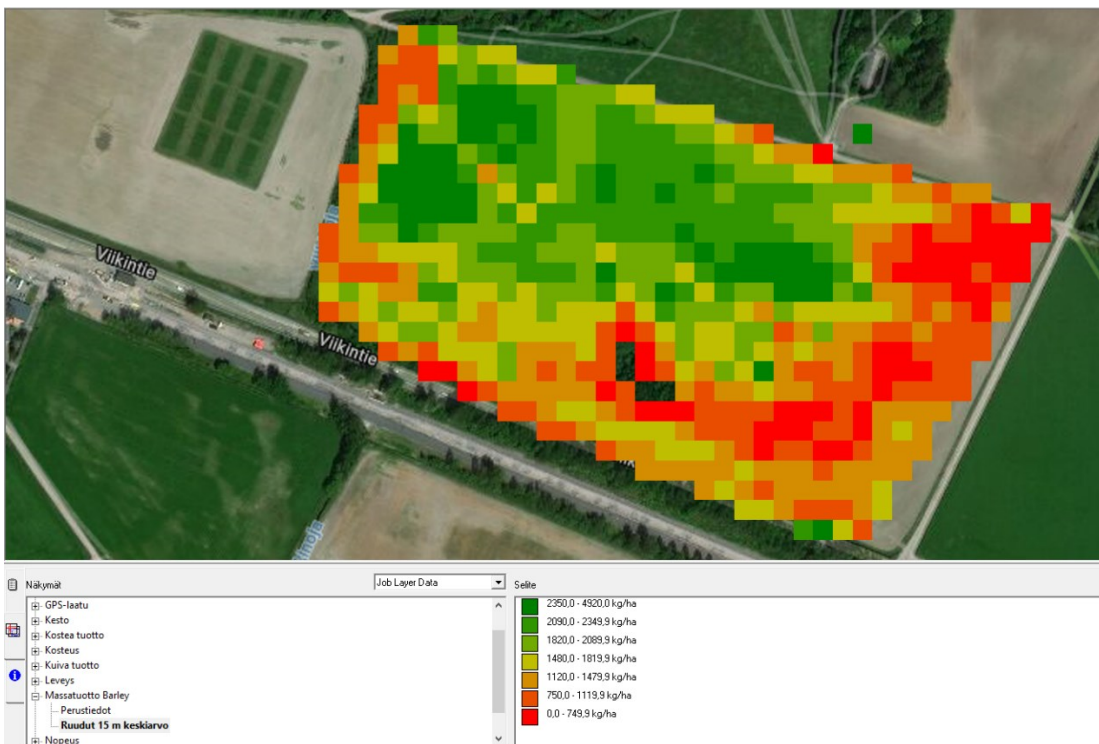 Viikintie
Viikintie
Näkymät
Job Layer Data
Selite
GPS-laatu
Kesto
Kostea tuotto
Kosteus
Kuiva tuotto
Leveys
Massatuotto Barley
Perustiedot
Ruudut 15 m keskiarvo
Nopeus
2350,0 - 4920,0 kg/ha
2090,0 - 2349,9 kg/ha
1820,0 - 2089,9 kg/ha
1480,0 - 1819,9 kg/ha
1120,0 - 1479,9 kg/ha
750,0 - 1119,9 kg/ha
0,0 - 749,9 kg/ha